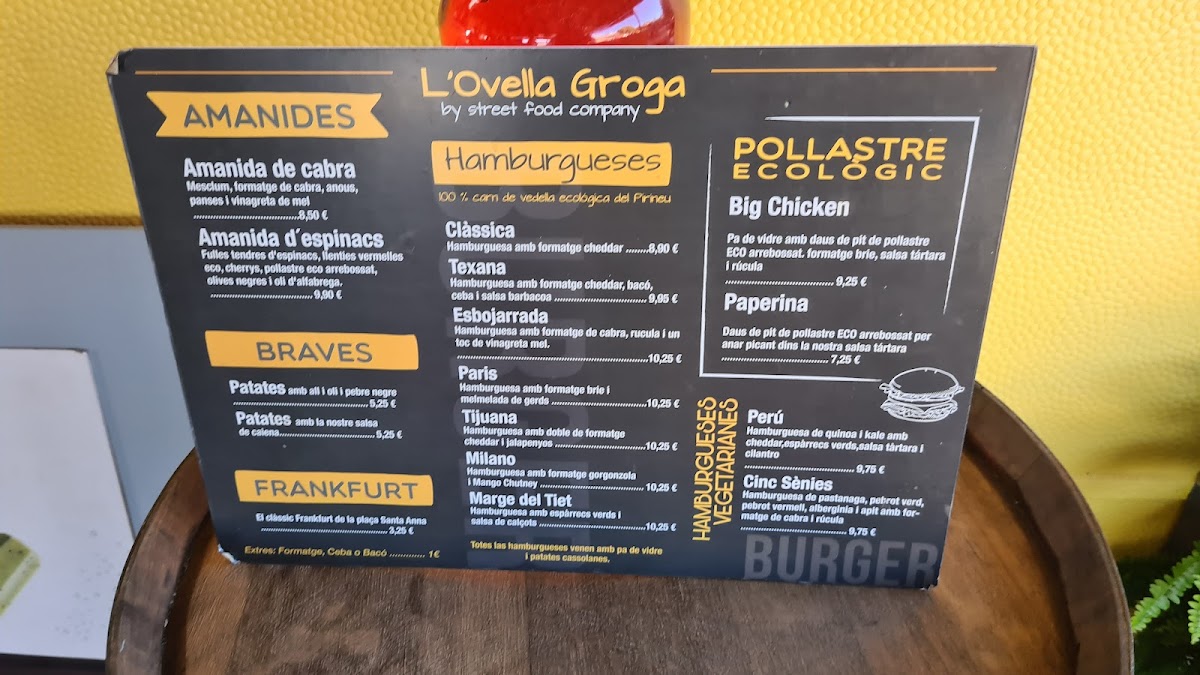 L'Ovella Groga
by street food company
AMANIDES
Amanida de cabra
Mesclum, formatge de cabra, anous,
panses i vinagreta de mel
..................................8,50 €
Amanida d´espinacs
Fulles tendres d'espinacs, llenties vermelles
eco, cherrys, pollastre eco arrebossat,
olives negres i oli d'alfabrega.
.................................. 9,90 €
BRAVES
Patates amb all i oli i pebre negre
............................................ 5,25 €
Patates amb la nostre salsa
de caiena...............................5,25 €
FRANKFURT
El clàssic Frankfurt de la plaça Santa Anna
......................................... 3,25 €
Extres: Formatge, Ceba o Bacó ............ 1€
Hamburgueses
100 % carn de vedella ecológica del Pirineu
Clàssica
Hamburguesa amb formatge cheddar ........8,90 €
Texana
Hamburguesa amb formatge cheddar, bacó,
ceba i salsa barbacoa ............................... 9,95 €
Esbojarrada
Hamburguesa amb formatge de cabra, rucula i un
toc de vinagreta mel.
..............................................................10,25 €
Paris
Hamburguesa amb formatge brie i
melmelada de gerds ................................10,25 €
Tijuana
Hamburguesa amb doble de formatge
cheddar i jalapenyos ...............................10,25 €
Milano
Hamburguesa amb formatge gorgonzola
i Mango Chutney .................................... 10,25 €
Marge del Tiet
Hamburguesa amb espàrrecs verds i
salsa de calçots .....................................10,25 €
Totes las hamburgueses venen amb pa de vidre
i patates cassolanes.
POLLASTRE
ECOLÒGIC
Big Chicken
Pa de vidre amb daus de pit de pollastre
ECO arrebossat. formatge brie, salsa tártara
i rúcula
.................................... 9,25 €
Paperina
Daus de pit de pollastre ECO arrebossat per
anar picant dins la nostra salsa tártara
.................................... 7,25 €
HAMBURGUESES
VEGETARIANES
Perú
Hamburguesa de quinoa i kale amb
cheddar,espàrrecs verds,salsa tàrtara i
cilantro
.................................... 9,75 €
Cinc Sènies
Hamburguesa de pastanaga, pebrot verd,
pebrot vermell, alberginia i apit amb for-
matge de cabra i rúcula
................................... 9,75 €
BURGER